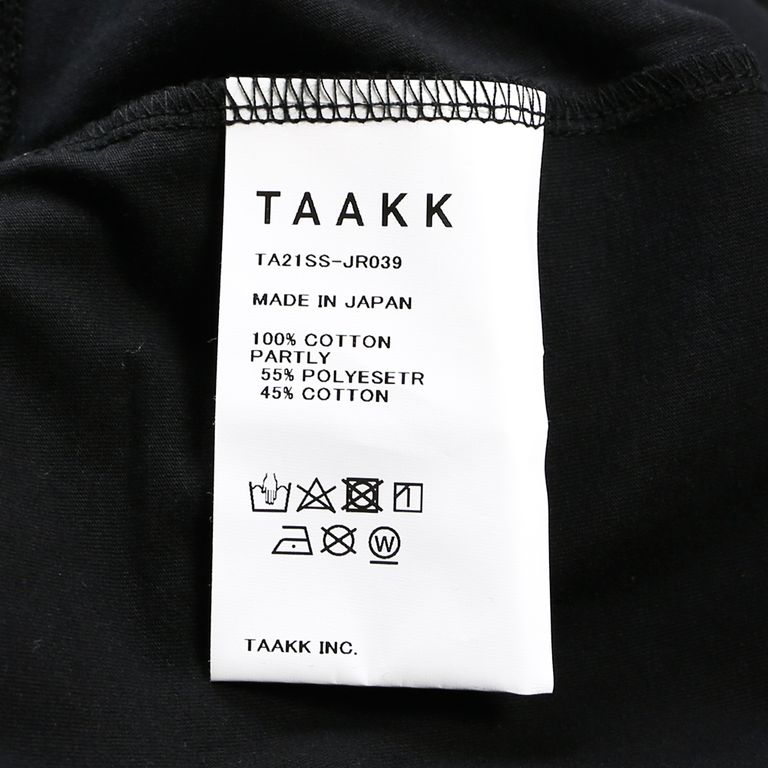 TAAKK
TA21SS-JR039
MADE IN JAPAN
100% COTTON
PARTLY
55% POLYESETR
45% COTTON
W
TAAKK INC.